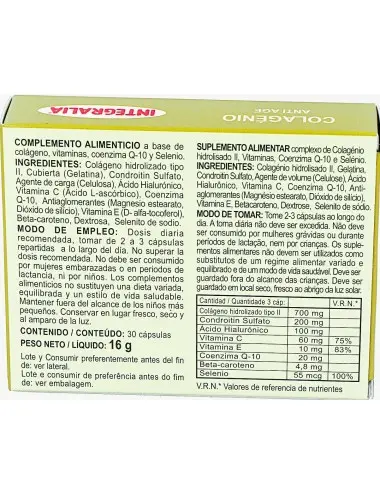 COLAGÉNIO
ANTI AGE
INTEGRALIA
COMPLEMENTO ALIMENTICIO a base de
colágeno, vitaminas, coenzima Q-10 y Selenio.
INGREDIENTES: Colágeno hidrolizado tipo
II, Cubierta (Gelatina), Condroitin Sulfato,
Agente de carga (Celulosa), Ácido Hialurónico,
Vitamina C (Ácido L-ascórbico), Coenzima
Q-10, Antiaglomerantes (Magnesio estearato,
Dióxido de silicio), Vitamina E (D- alfa-tocoferol),
Betacaroteno, Dextrosa, Selenito de sodio.
MODO DE EMPLEO: Dosis diaria
recomendada, tomar de 2 a 3 cápsulas
repartidas a lo largo del día. No superar la
dosis recomendada. No debe ser consumido
por mujeres embarazadas o en periodos de
lactancia, ni por niños. Los complementos
alimenticios no sustituyen una dieta variada,
equilibrada y un estilo de vida saludable.
Mantener fuera del alcance de los niños más
pequeños. Conservar en lugar fresco, seco y
al amparo de la luz.
CONTENIDO / CONTEÚDO: 30 cápsulas
PESO NETO / LÍQUIDO: 16 g
Lote y Consumir preferentemente antes del fin
de: ver lateral.
Lote e consumir de preferência antes do fim
de: ver embalagem.
SUPLEMENTO ALIMENTAR complexo de Colagénio
hidrolisado II, Vitaminas, Coenzima Q-10 e Selénio.
INGREDIENTES: Colagénio hidrolisado II, Gelatina,
Condroitin Sulfato, Agente de volume (Celulose), Ácido
Hialurônico, Vitamina C, Coenzima Q-10, Anti-
aglomerantes (Magnésio estearato, Dióxido de silício),
Vitamina E, Betacaroteno, Dextrose, Selenito de sódio.
MODO DE TOMAR: Tome 2-3 cápsulas ao longo do
dia. A toma diária não deve ser excedida. Não deve
ser consumido por mulheres grávidas ou durante
períodos de lactação, nem por crianças. Os suple-
mentos alimentares não devem ser utilizados como
substitutos de um regime alimentar variado e
equilibrado e de um modo de vida saudável. Deve ser
guardado fora do alcance das crianças. Deve ser
guardado em local seco, fresco ao abrigo da luz solar.
Cantidad / Quantidade 3 cáp: V.R.N.*
Colágeno hidrolizado tipo II 700 mg
Condroitin Sulfato 200 mg
Ácido Hialurónico 100 mg
Vitamina C 60 mg 75%
Vitamina E 10 mg 83%
Coenzima Q-10 20 mg
Beta-caroteno 4,8 mg
Selenio 55 mcg 100%
V.R.N.* Valores de referencia de nutrientes